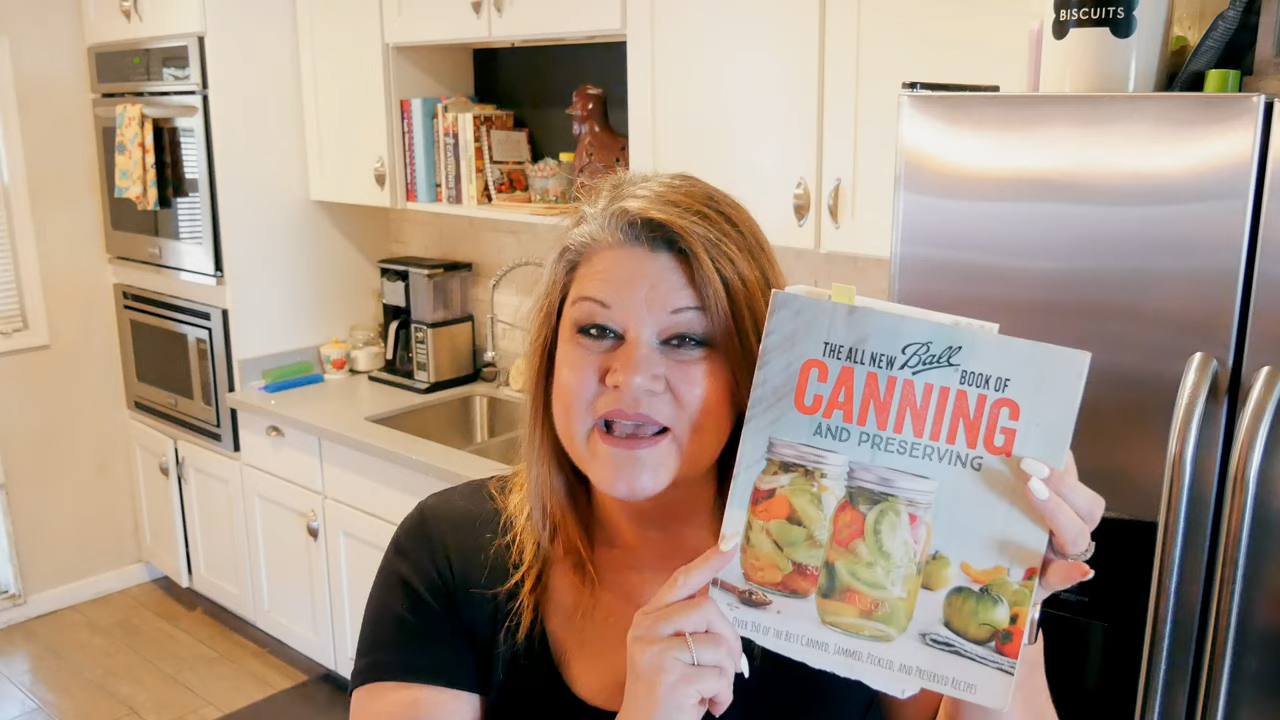 BISCUITS
THE ALL NEW Ball BOOK OF
CANNING
AND PRESERVING
OVER 350 OF THE BEST CANNED, JAMMED, PICKLED, AND PRESERVED RECIPES